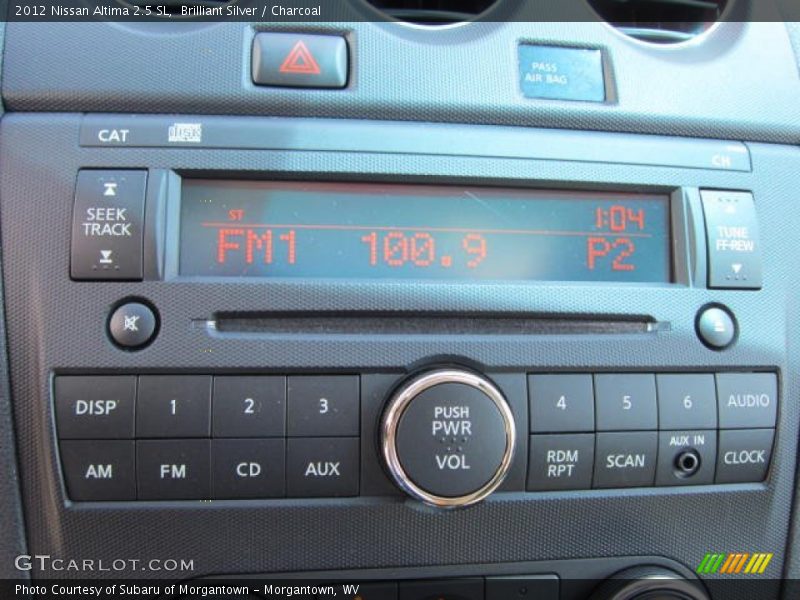 2012 Nissan Altima 2.5 SL,  Brilliant Silver / Charcoal
PASS
AIR BAG
CAT
disc
CH
SEEK
TRACK
ST
1:04
FM1 100.9 P2
TUNE
FF-REW
DISP 1 2 3
PUSH
PWR
VOL
4 5 6 AUDIO
AM FM CD AUX
RDM
RPT
SCAN
AUX IN
CLOCK
GTCARLOT.COM
Photo Courtesy of Subaru of Morgantown - Morgantown, WV